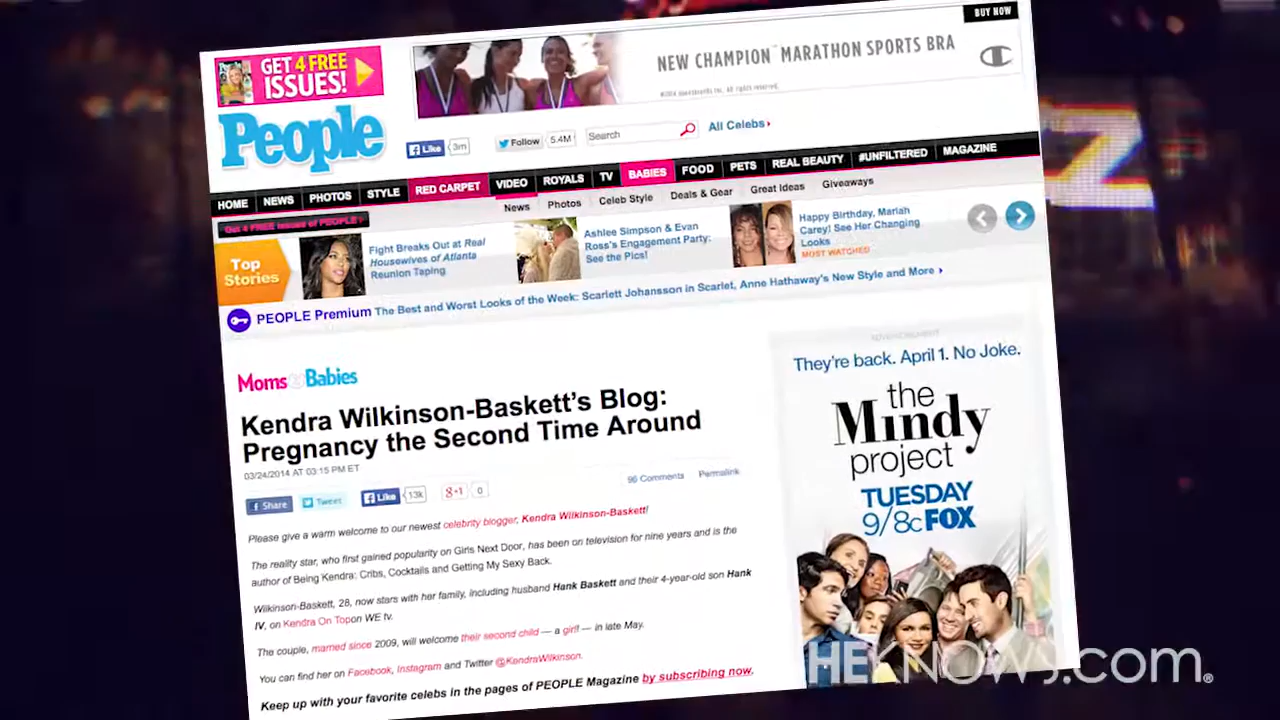 BUY NOW
GET 4 FREE
ISSUES!
NEW CHAMPION™ MARATHON SPORTS BRA
People
Like 3m
Follow 5.4M
Search
All Celebs
HOME NEWS PHOTOS STYLE RED CARPET VIDEO ROYALS TV BABIES FOOD PETS REAL BEAUTY #UNFILTERED MAGAZINE
News Photos Celeb Style Deals & Gear Great Ideas Giveaways
Get 4 FREE Issues of PEOPLE
Top
Stories
Fight Breaks Out at Real
Housewives of Atlanta
Reunion Taping
Ashlee Simpson & Evan
Ross's Engagement Party:
See the Pics!
Happy Birthday, Mariah
Carey! See Her Changing
Looks
MOST WATCHED
PEOPLE Premium The Best and Worst Looks of the Week: Scarlett Johansson in Scarlet, Anne Hathaway's New Style and More
Moms & Babies
Kendra Wilkinson-Baskett's Blog:
Pregnancy the Second Time Around
03/24/2014 AT 03:15 PM ET
96 Comments Permalink
Share Tweet Like 13k g+1 0
Please give a warm welcome to our newest celebrity blogger, Kendra Wilkinson-Baskett!
The reality star, who first gained popularity on Girls Next Door, has been on television for nine years and is the
author of Being Kendra: Cribs, Cocktails and Getting My Sexy Back.
Wilkinson-Baskett, 28, now stars with her family, including husband Hank Baskett and their 4-year-old son Hank
IV, on Kendra On Topon WE tv.
The couple, married since 2009, will welcome their second child — a girl! — in late May.
You can find her on Facebook, Instagram and Twitter @KendraWilkinson.
Keep up with your favorite celebs in the pages of PEOPLE Magazine by subscribing now.
ADVERTISEMENT
They're back. April 1. No Joke.
the
Mindy
project
TUESDAY
9/8c FOX
HEKNOWS.com®
Z